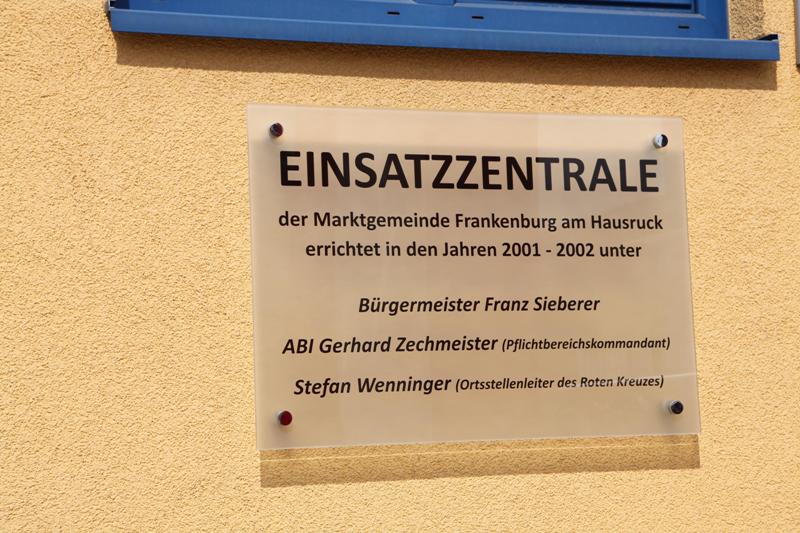 EINSATZZENTRALE
der Marktgemeinde Frankenburg am Hausruck
errichtet in den Jahren 2001 - 2002 unter
Bürgermeister Franz Sieberer
ABI Gerhard Zechmeister (Pflichtbereichskommandant)
Stefan Wenninger (Ortsstellenleiter des Roten Kreuzes)